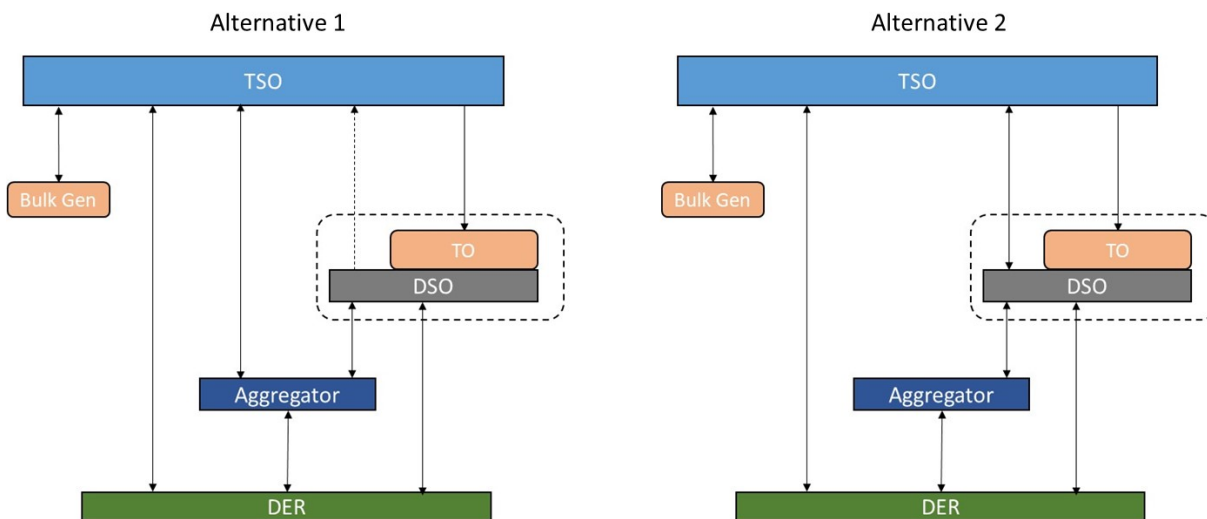 Alternative 1
TSO
Bulk Gen
TO
DSO
Aggregator
DER
Alternative 2
TSO
Bulk Gen
TO
DSO
Aggregator
DER